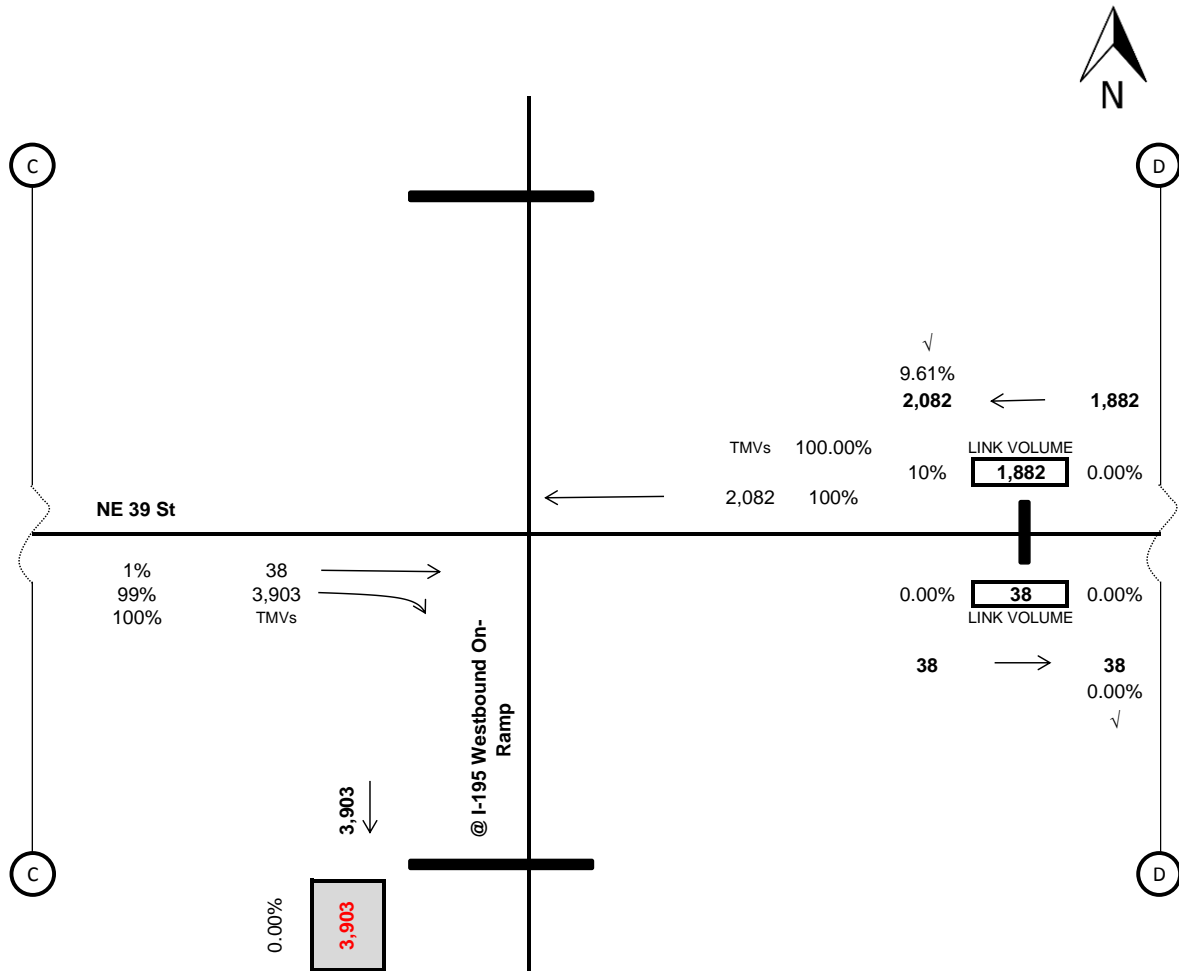 N
C
D
√
9.61%
2,082 1,882
TMVs 100.00% LINK VOLUME
10% 1,882 0.00%
2,082 100%
NE 39 St
1% 38
99% 3,903
100% TMVs
0.00% 38 0.00%
LINK VOLUME
38 38
0.00%
√
@ I-195 Westbound On-
Ramp
3,903
C
D
0.00%
3,903